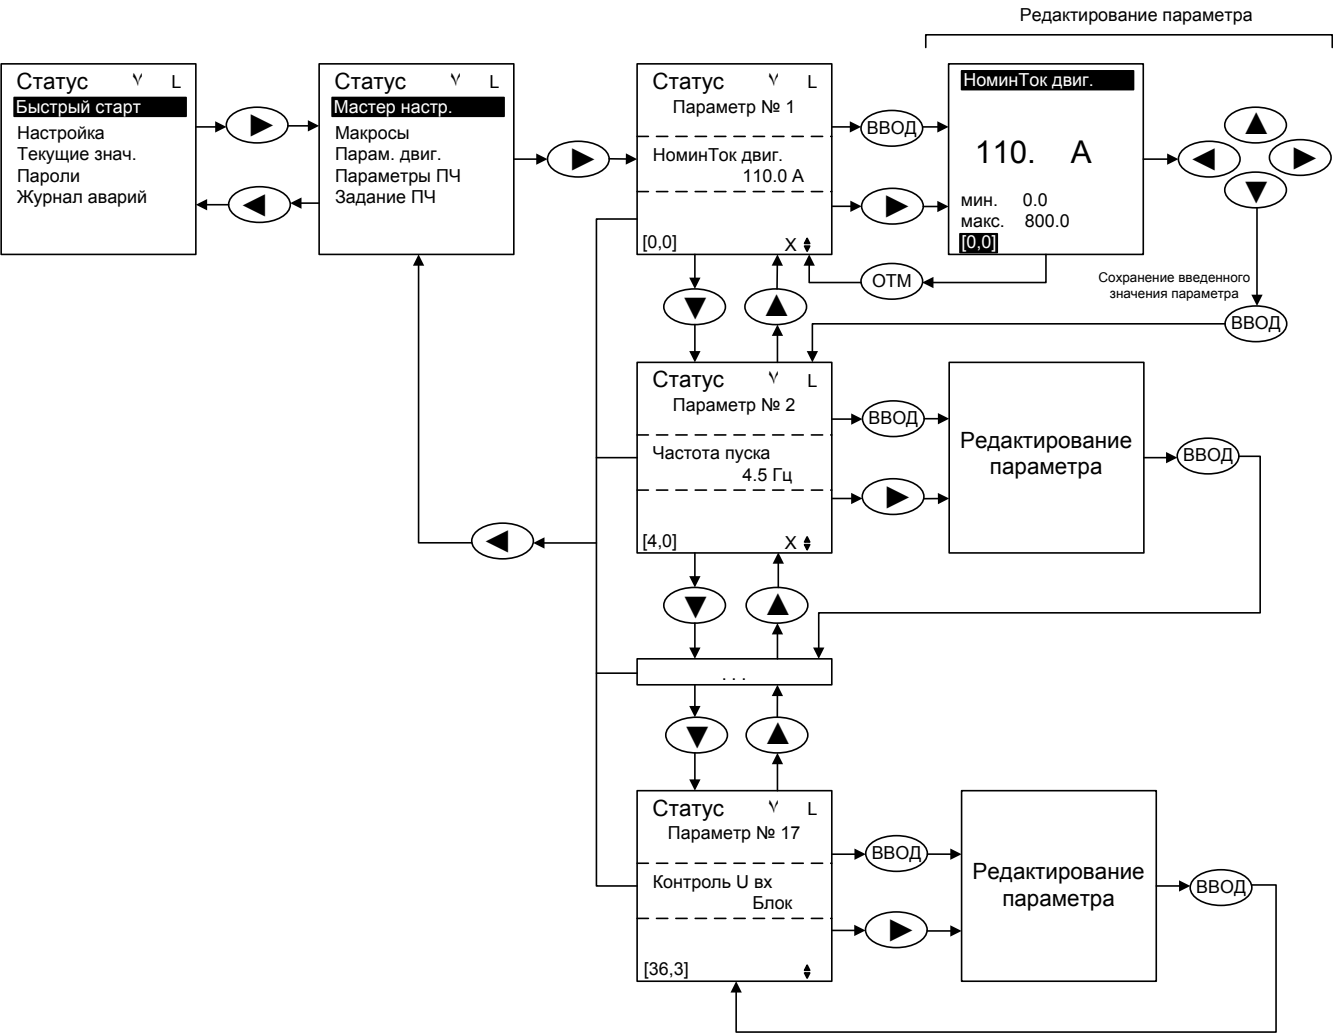 Редактирование параметра
Статус \/ L
Быстрый старт
Настройка
Текущие знач.
Пароли
Журнал аварий
Статус \/ L
Мастер настр.
Макросы
Парам. двиг.
Параметры ПЧ
Задание ПЧ
Статус \/ L
Параметр № 1
НоминТок двиг.
110.0 А
[0,0] X
ВВОД
НоминТок двиг.
110. А
мин. 0.0
макс. 800.0
[0,0]
ОТМ
Сохранение введенного
значения параметра
ВВОД
Статус \/ L
Параметр № 2
Частота пуска
4.5 Гц
[4,0] X
ВВОД
Редактирование
параметра
ВВОД
. . .
Статус \/ L
Параметр № 17
Контроль U вх
Блок
[36,3]
ВВОД
Редактирование
параметра
ВВОД